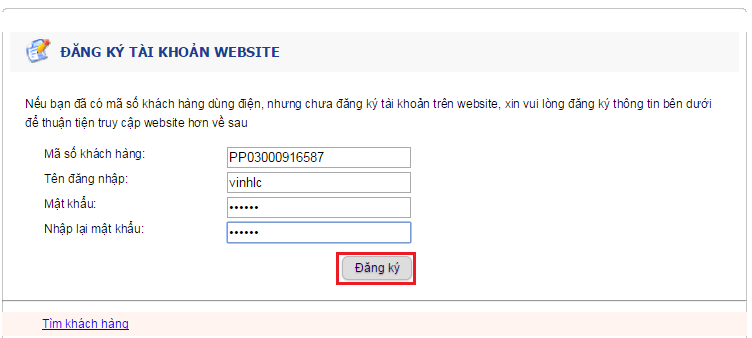 ĐĂNG KÝ TÀI KHOẢN WEBSITE
Nếu bạn đã có mã số khách hàng dùng điện, nhưng chưa đăng ký tải khoản trên website, xin vui lòng đăng ký thông tin bên dưới
để thuận tiện truy cập website hơn về sau
Mã số khách hàng:
PP03000916587
Tên đăng nhập:
vinhlc
Mật khẩu:
••••••
Nhập lại mật khẩu:
••••••
Đăng ký
Tìm khách hàng